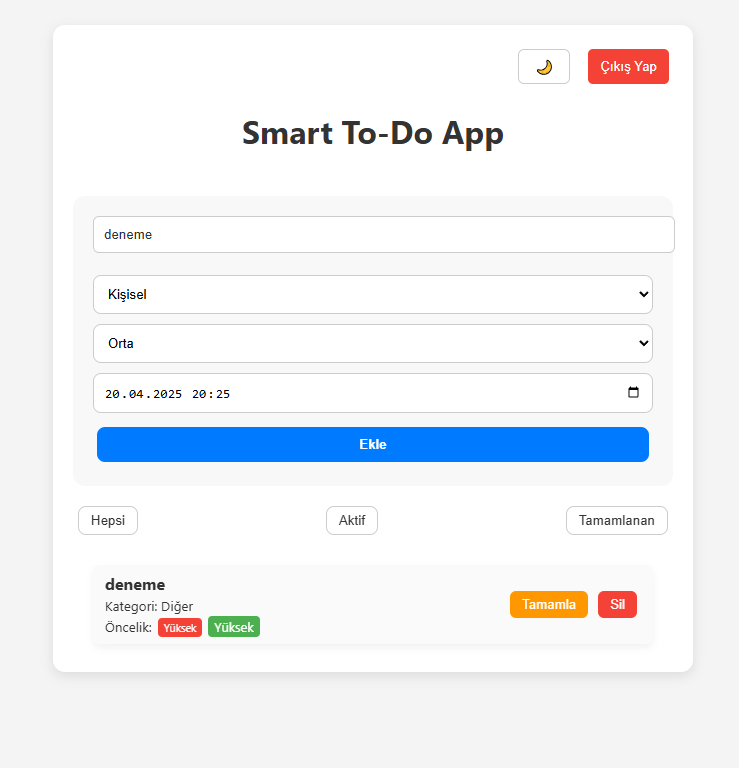 Çıkış Yap
Smart To-Do App
deneme
Kişisel
Orta
20.04.2025 20:25
Ekle
Hepsi Aktif Tamamlanan
deneme
Kategori: Diğer
Öncelik: Yüksek Yüksek
Tamamla Sil